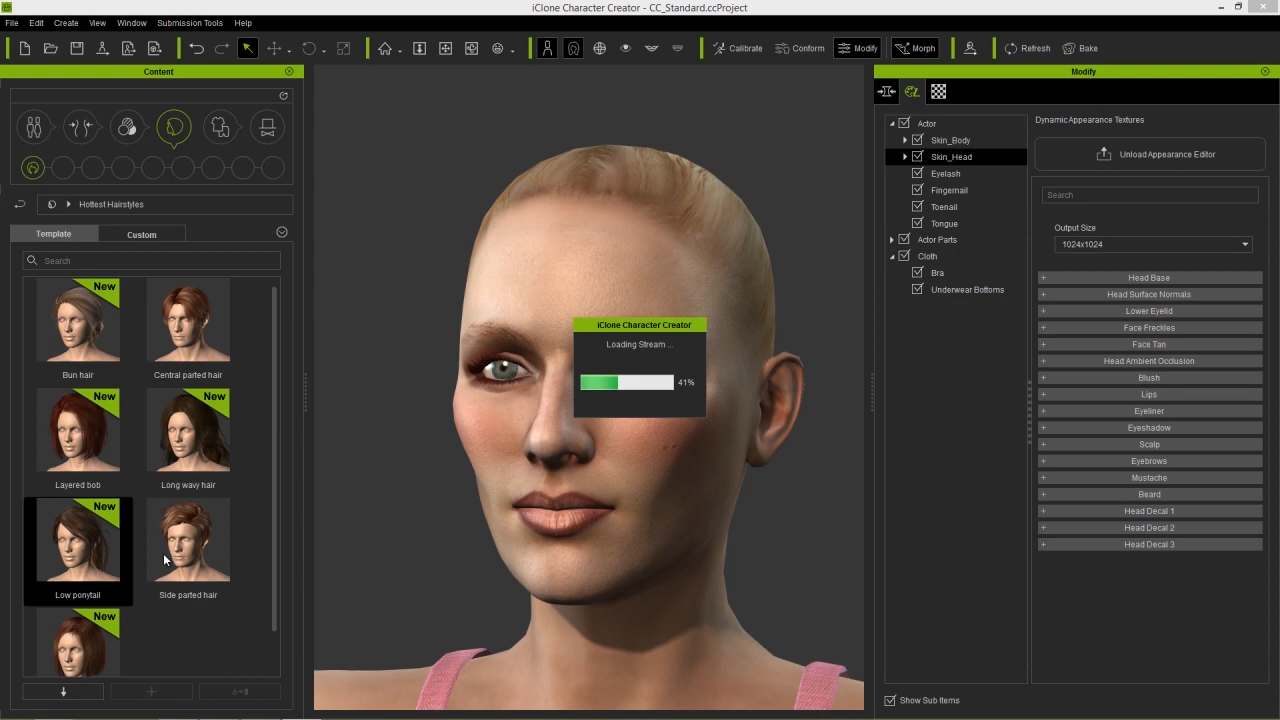 iClone Character Creator - CC_Standard.ccProject
File Edit Create View Window Submission Tools Help
Calibrate Conform Modify Morph Refresh Bake
Content
Hottest Hairstyles
Template Custom
Search
New
Bun hair
Central parted hair
New
New
Layered bob
Long wavy hair
New
Low ponytail
Side parted hair
New
iClone Character Creator
Loading Stream ...
41%
Modify
Actor
Skin_Body
Skin_Head
Eyelash
Fingernail
Toenail
Tongue
Actor Parts
Cloth
Bra
Underwear Bottoms
Show Sub Items
Dynamic Appearance Textures
Unload Appearance Editor
Search
Output Size
1024x1024
+ Head Base
+ Head Surface Normals
+ Lower Eyelid
+ Face Freckles
+ Face Tan
+ Head Ambient Occlusion
+ Blush
+ Lips
+ Eyeliner
+ Eyeshadow
+ Scalp
+ Eyebrows
+ Mustache
+ Beard
+ Head Decal 1
+ Head Decal 2
+ Head Decal 3